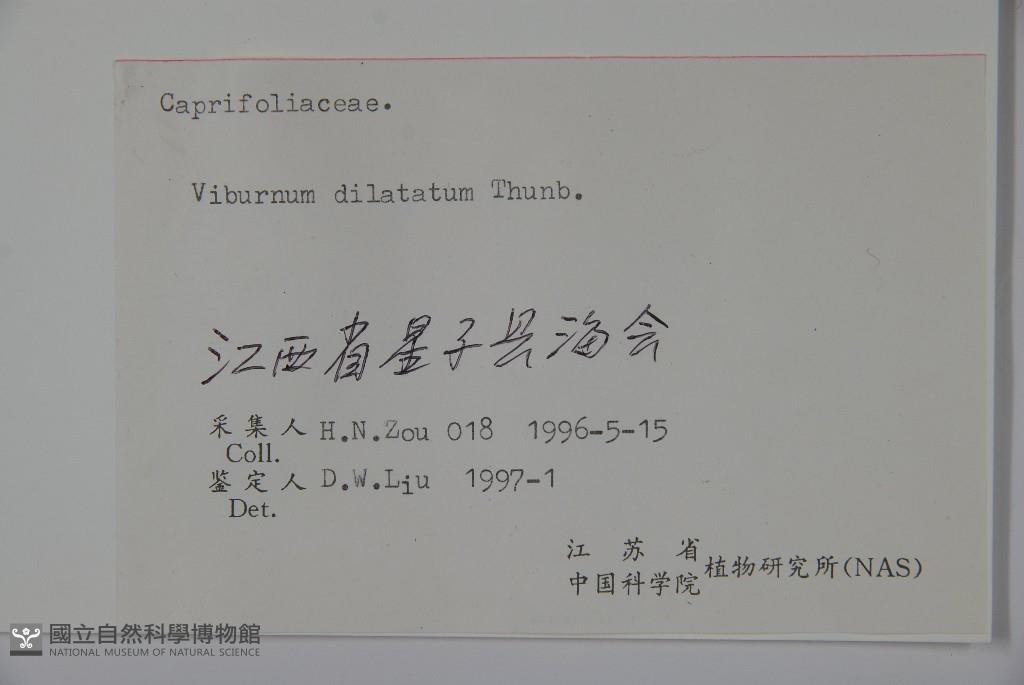 Caprifoliaceae.
Viburnum dilatatum Thunb.
江西省星子县海会
采集人 H.N.Zou 018 1996-5-15
Coll.
鉴定人 D.W.Liu 1997-1
Det.
江苏省
中国科学院 植物研究所(NAS)
國立自然科學博物館
NATIONAL MUSEUM OF NATURAL SCIENCE